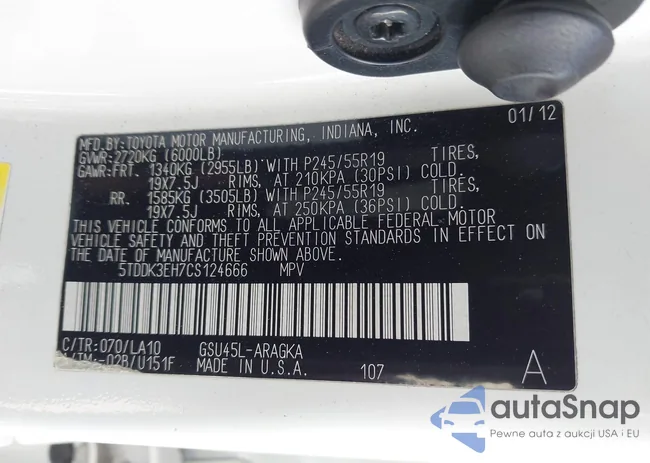 MFD.BY:TOYOTA MOTOR MANUFACTURING, INDIANA, INC. 01/12
GVWR:2720KG (6000LB)
GAWR:FRT. 1340KG (2955LB) WITH P245/55R19 TIRES,
19X7.5J RIMS, AT 210KPA (30PSI) COLD.
RR. 1585KG (3505LB) WITH P245/55R19 TIRES,
19X7.5J RIMS, AT 250KPA (36PSI) COLD.
THIS VEHICLE CONFORMS TO ALL APPLICABLE FEDERAL MOTOR
VEHICLE SAFETY AND THEFT PREVENTION STANDARDS IN EFFECT ON
THE DATE OF MANUFACTURE SHOWN ABOVE.
5TDDK3EH7CS124666 MPV
C/TR:070/LA10 GSU45L-ARAGKA
/TM:-02B/U151F MADE IN U.S.A. 107 A
autaSnap
Pewne auta z aukcji USA i EU